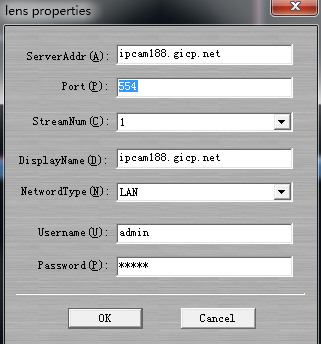 lens properties
ServerAddr(A): ipcam188.gicp.net
Port(P): 554
StreamNum(C): 1
DisplayName(D): ipcam188.gicp.net
NetwordType(N): LAN
Username(U): admin
Password(P): *****
OK Cancel